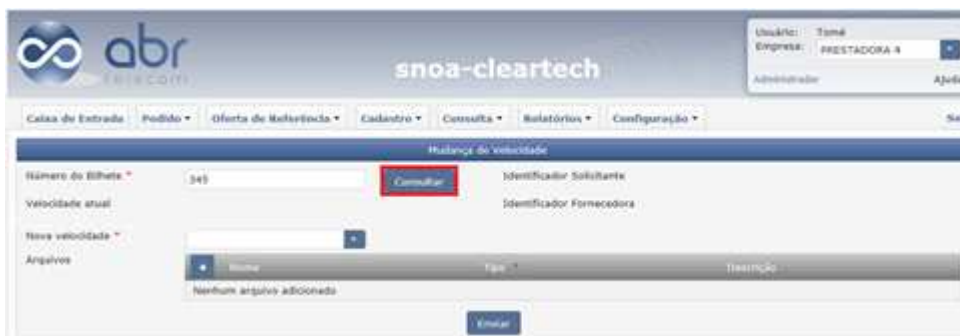 abr
telecom
snoa-cleartech
Usuário: Tomé
Empresa: PRESTADORA 4
Administrador Ajuda
Caixa de Entrada Pedido Oferta de Referência Cadastro Consulta Relatórios Configuração Sa
Mudança de Velocidade
Número do Bilhete * 345 Consultar Identificador Solicitante
Velocidade atual Identificador Fornecedora
Nova velocidade *
Arquivos
Nome Tipo * Descrição
Nenhum arquivo adicionado
Enviar